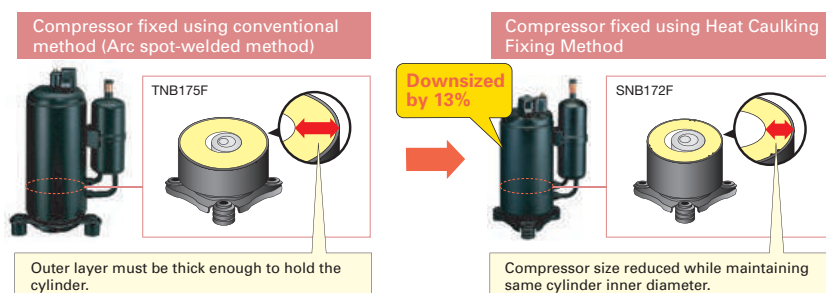 Compressor fixed using conventional
method (Arc spot-welded method)
TNB175F
Outer layer must be thick enough to hold the
cylinder.
Downsized
by 13%
Compressor fixed using Heat Caulking
Fixing Method
SNB172F
Compressor size reduced while maintaining
same cylinder inner diameter.